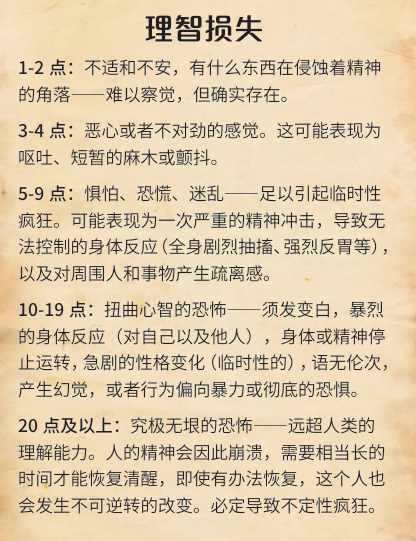 理智损失
1-2 点：不适和不安，有什么东西在侵蚀着精神
的角落——难以察觉，但确实存在。
3-4 点：恶心或者不对劲的感觉。这可能表现为
呕吐、短暂的麻木或颤抖。
5-9 点：惧怕、恐慌、迷乱——足以引起临时性
疯狂。可能表现为一次严重的精神冲击，导致无
法控制的身体反应（全身剧烈抽搐、强烈反胃等），
以及对周围人和事物产生疏离感。
10-19 点：扭曲心智的恐怖——须发变白，暴烈
的身体反应（对自己以及他人），身体或精神停
止运转，急剧的性格变化（临时性的），语无伦次，
产生幻觉，或者行为偏向暴力或彻底的恐惧。
20 点及以上：究极无垠的恐怖——远超人类的
理解能力。人的精神会因此崩溃，需要相当长的
时间才能恢复清醒，即使有办法恢复，这个人也
会发生不可逆转的改变。必定导致不定性疯狂。